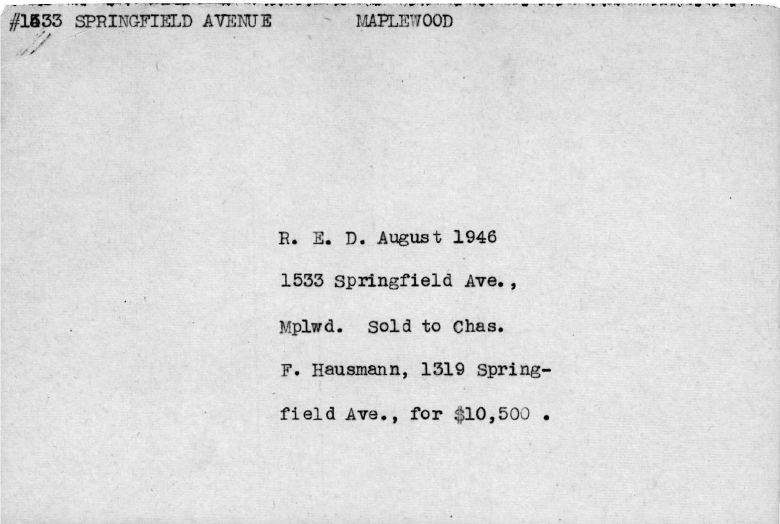 #1533 SPRINGFIELD AVENUE MAPLEWOOD
R. E. D. August 1946
1533 Springfield Ave.,
Mplwd. Sold to Chas.
F. Hausmann, 1319 Spring-
field Ave., for $10,500 .